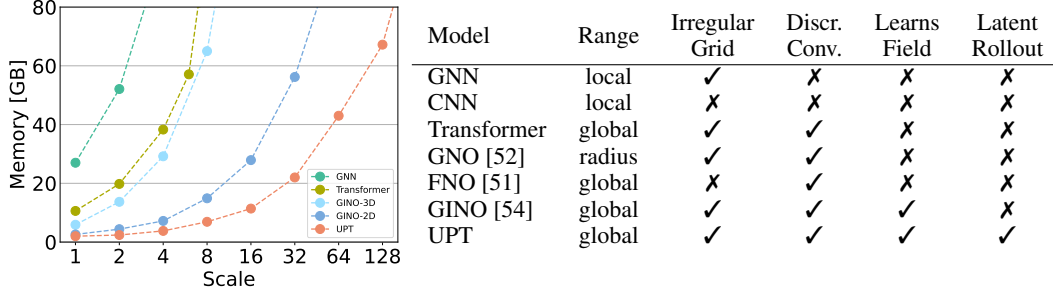 80
60
40
20
0
Memory [GB]
1 2 4 8 16 32 64 128
Scale
GNN
Transformer
GINO-3D
GINO-2D
UPT
Model Range Irregular Grid Discr. Conv. Learns Field Latent Rollout
GNN local ✓ ✗ ✗ ✗
CNN local ✗ ✗ ✗ ✗
Transformer global ✓ ✓ ✗ ✗
GNO [52] radius ✓ ✓ ✗ ✗
FNO [51] global ✗ ✓ ✗ ✗
GINO [54] global ✓ ✓ ✓ ✗
UPT global ✓ ✓ ✓ ✓